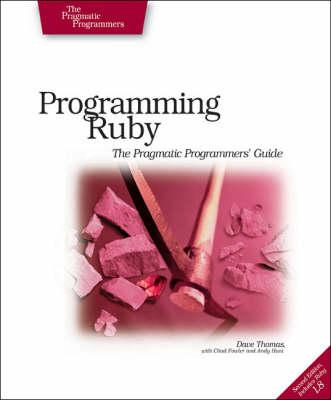 The
Pragmatic
Programmers
Programming
Ruby
The Pragmatic Programmers' Guide
Dave Thomas,
with Chad Fowler and Andy Hunt
Second Edition,
Includes Ruby
1.8